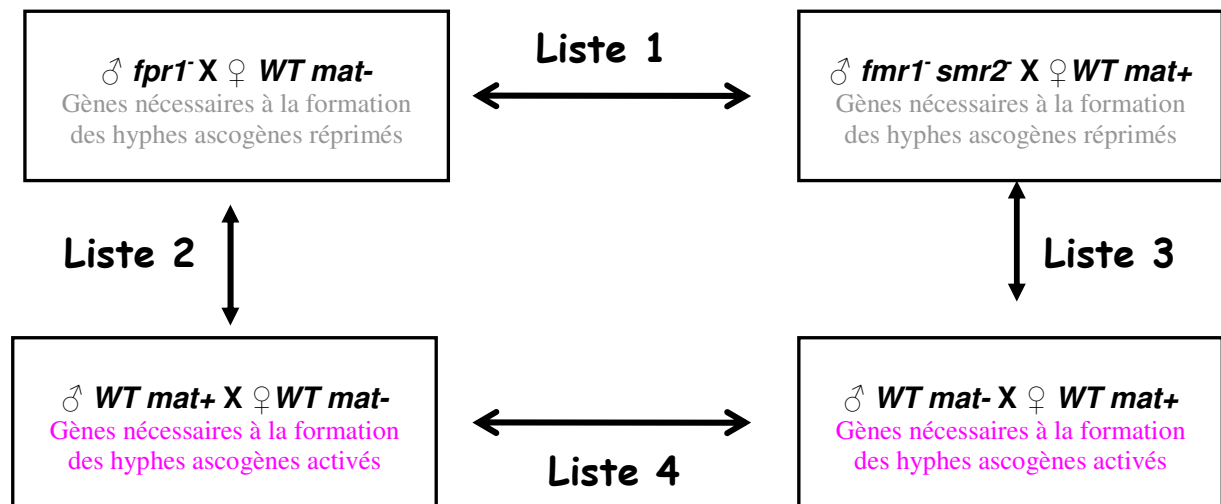 Liste 1
♂ fpr1- X ♀ WT mat-
Gènes nécessaires à la formation
des hyphes ascogènes réprimés
♂ fmr1- smr2- X ♀WT mat+
Gènes nécessaires à la formation
des hyphes ascogènes réprimés
Liste 2
Liste 3
♂ WT mat+ X ♀WT mat-
Gènes nécessaires à la formation
des hyphes ascogènes activés
♂ WT mat- X ♀ WT mat+
Gènes nécessaires à la formation
des hyphes ascogènes activés
Liste 4